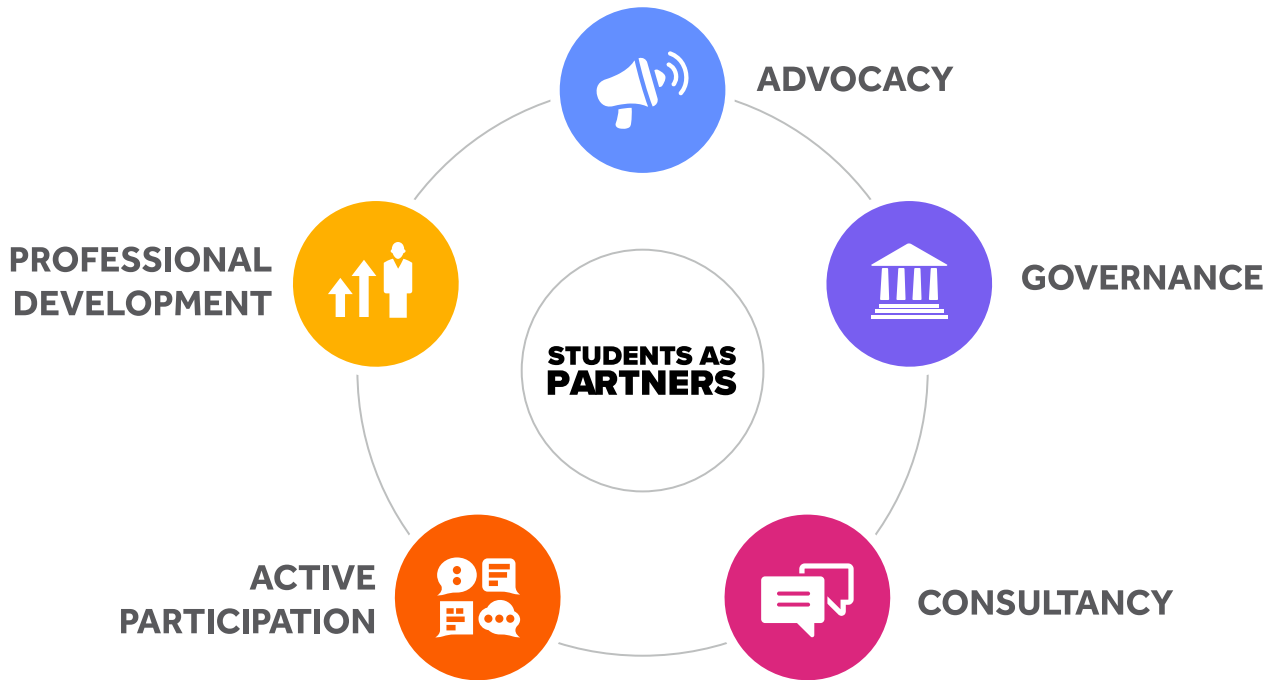 ADVOCACY
GOVERNANCE
CONSULTANCY
ACTIVE
PARTICIPATION
PROFESSIONAL
DEVELOPMENT
STUDENTS AS
PARTNERS